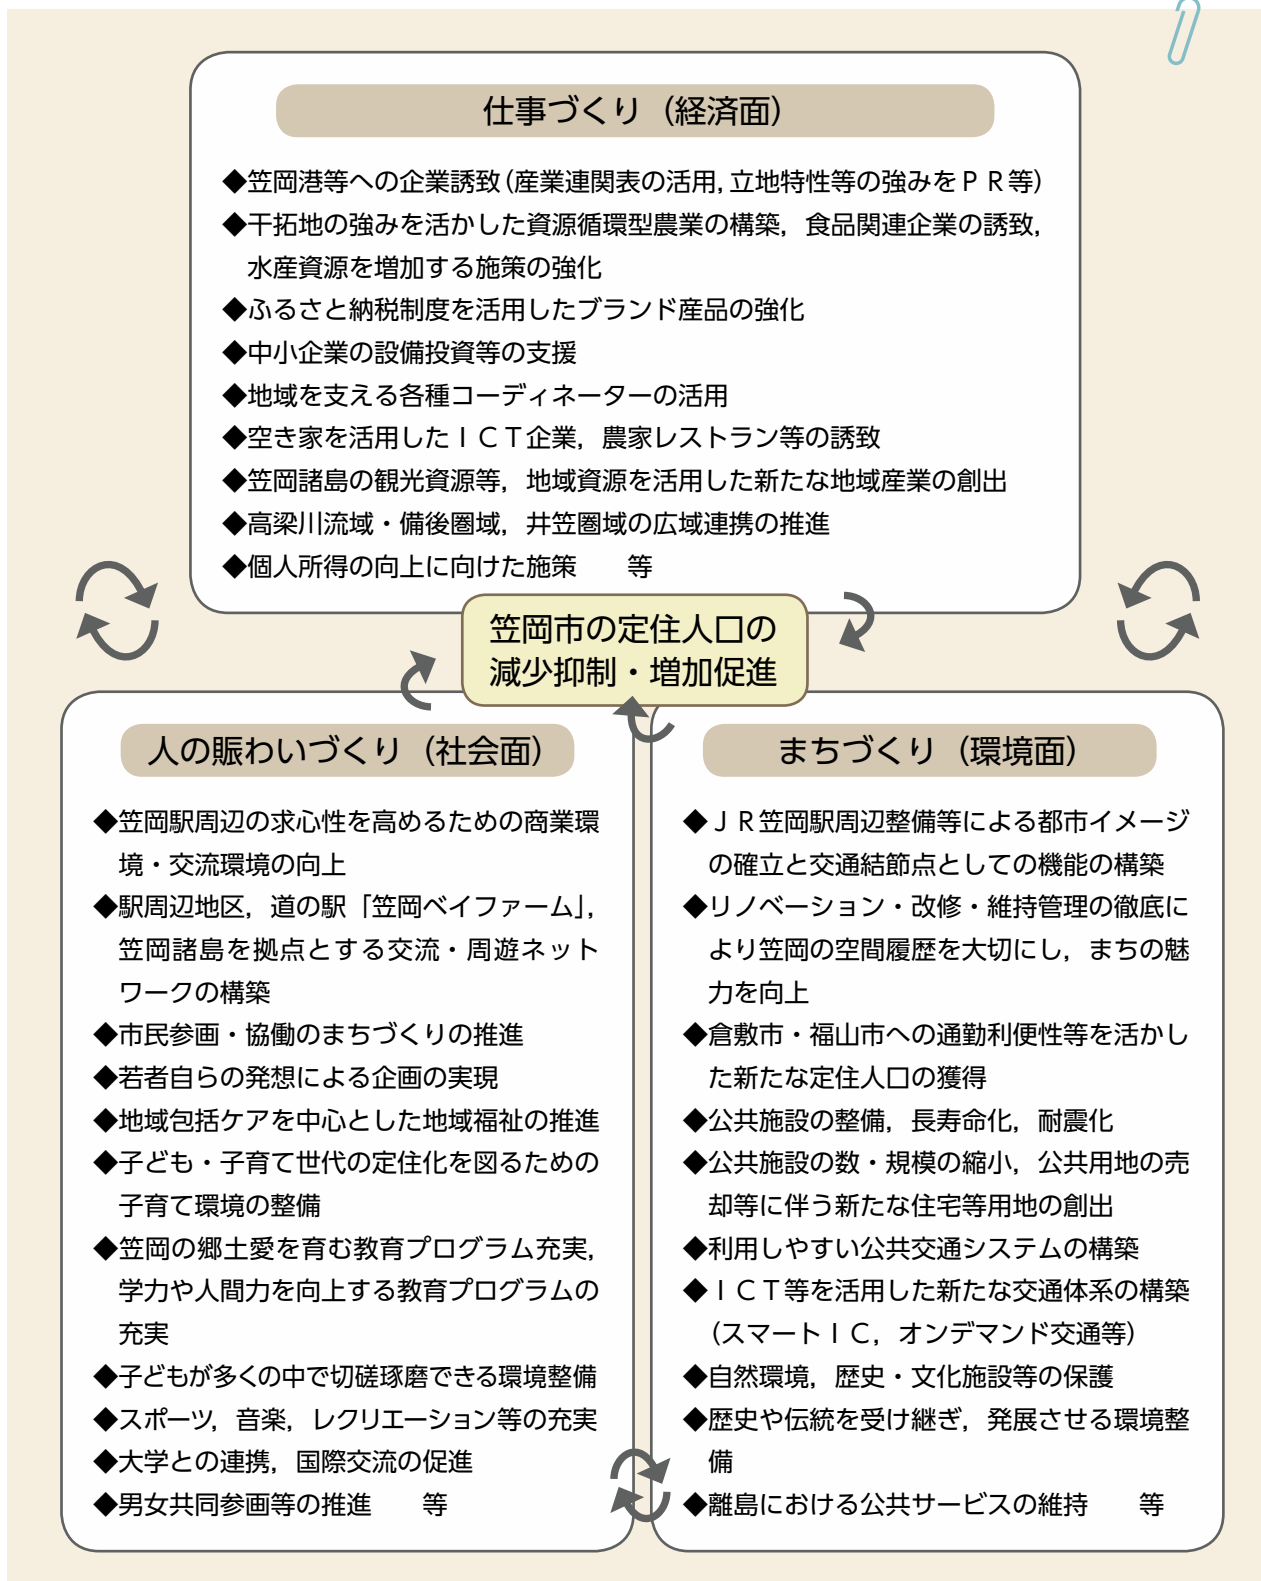 仕事づくり（経済面）
◆笠岡港等への企業誘致（産業連関表の活用，立地特性等の強みをＰＲ等）
◆干拓地の強みを活かした資源循環型農業の構築，食品関連企業の誘致，
水産資源を増加する施策の強化
◆ふるさと納税制度を活用したブランド産品の強化
◆中小企業の設備投資等の支援
◆地域を支える各種コーディネーターの活用
◆空き家を活用したＩＣＴ企業，農家レストラン等の誘致
◆笠岡諸島の観光資源等，地域資源を活用した新たな地域産業の創出
◆高梁川流域・備後圏域，井笠圏域の広域連携の推進
◆個人所得の向上に向けた施策　等
笠岡市の定住人口の
減少抑制・増加促進
人の賑わいづくり（社会面）
◆笠岡駅周辺の求心性を高めるための商業環
境・交流環境の向上
◆駅周辺地区，道の駅「笠岡ベイファーム」，
笠岡諸島を拠点とする交流・周遊ネット
ワークの構築
◆市民参画・協働のまちづくりの推進
◆若者自らの発想による企画の実現
◆地域包括ケアを中心とした地域福祉の推進
◆子ども・子育て世代の定住化を図るための
子育て環境の整備
◆笠岡の郷土愛を育む教育プログラム充実，
学力や人間力を向上する教育プログラムの
充実
◆子どもが多くの中で切磋琢磨できる環境整備
◆スポーツ，音楽，レクリエーション等の充実
◆大学との連携，国際交流の促進
◆男女共同参画等の推進　等
まちづくり（環境面）
◆ＪＲ笠岡駅周辺整備等による都市イメージ
の確立と交通結節点としての機能の構築
◆リノベーション・改修・維持管理の徹底に
より笠岡の空間履歴を大切にし，まちの魅
力を向上
◆倉敷市・福山市への通勤利便性等を活かし
た新たな定住人口の獲得
◆公共施設の整備，長寿命化，耐震化
◆公共施設の数・規模の縮小，公共用地の売
却等に伴う新たな住宅等用地の創出
◆利用しやすい公共交通システムの構築
◆ＩＣＴ等を活用した新たな交通体系の構築
（スマートＩＣ，オンデマンド交通等）
◆自然環境，歴史・文化施設等の保護
◆歴史や伝統を受け継ぎ，発展させる環境整
備
◆離島における公共サービスの維持　等